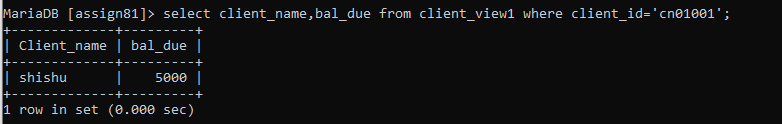 MariaDB [assign81]> select client_name,bal_due from client_view1 where client_id='cn01001';
+-------------+---------+
| Client_name | bal_due |
+-------------+---------+
| shishu      |    5000 |
+-------------+---------+
1 row in set (0.000 sec)